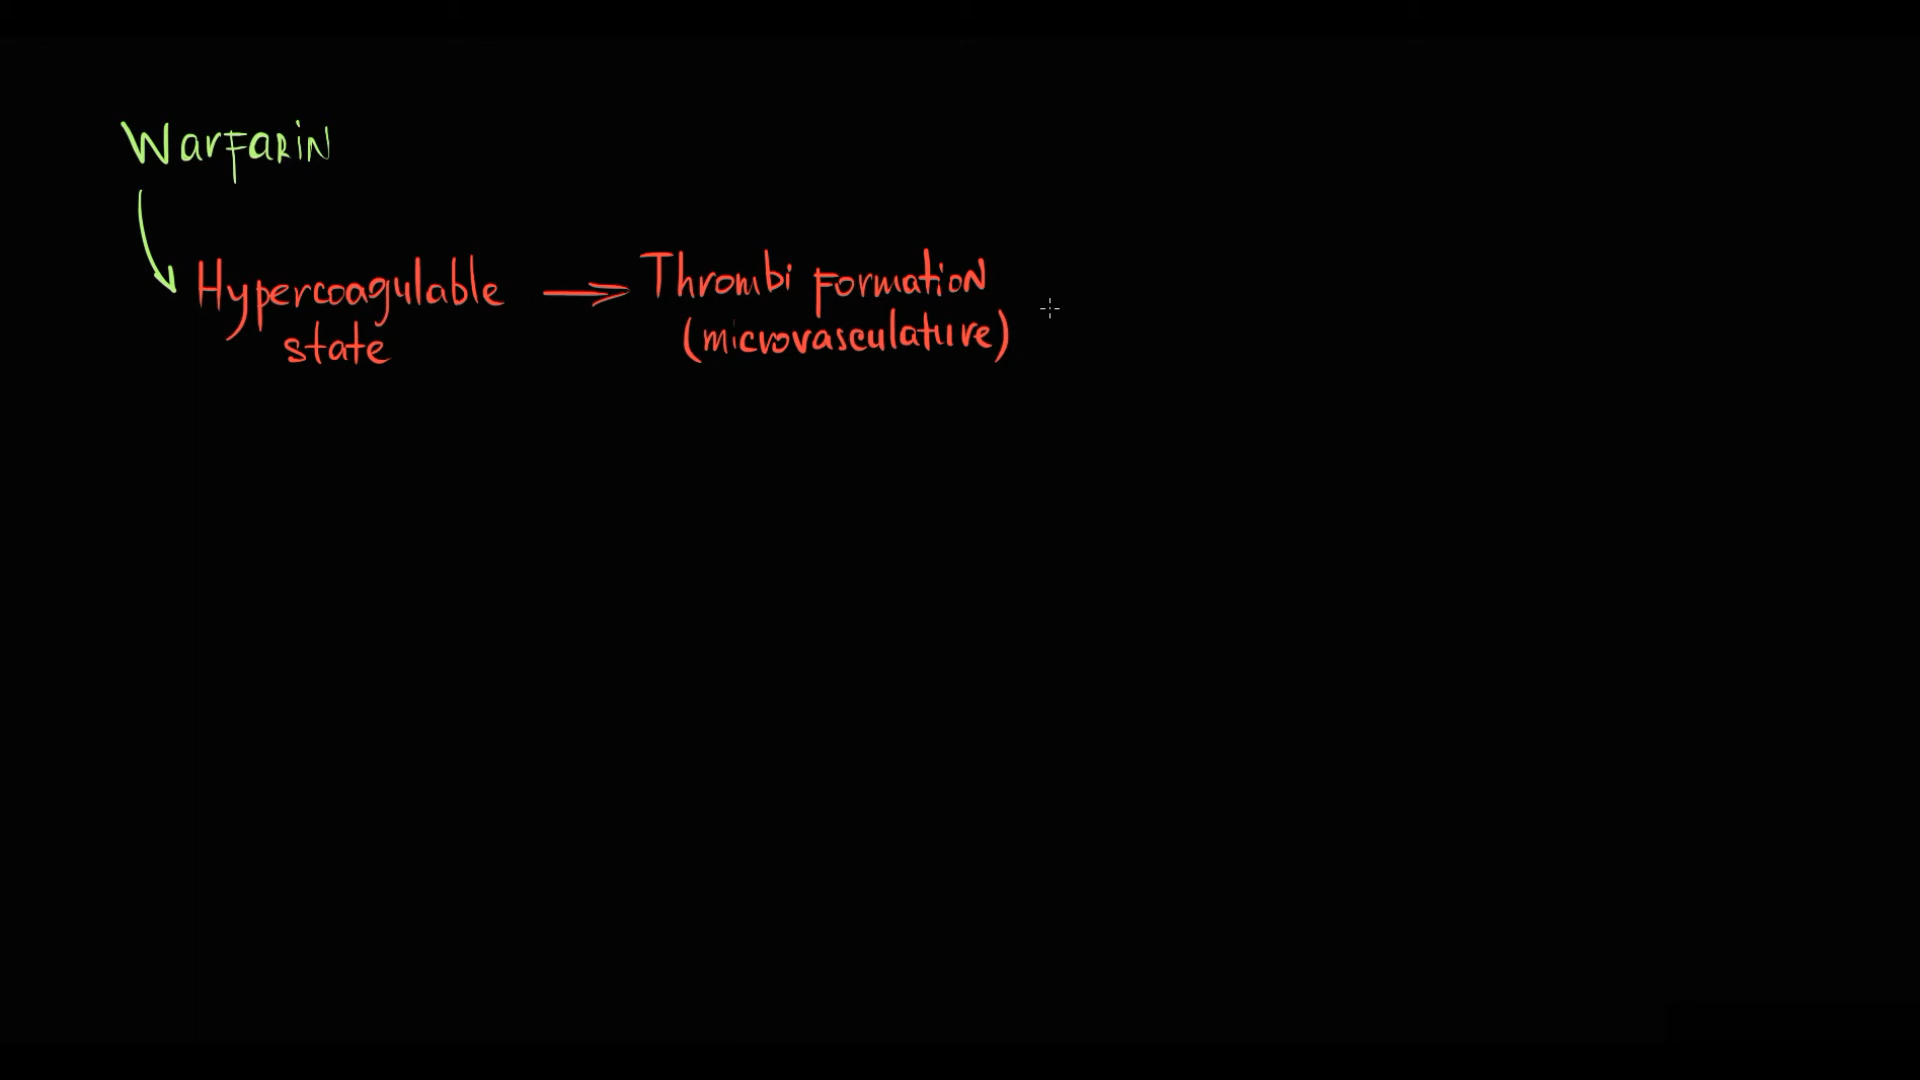 Warfarin
Hypercoagulable → Thrombi formation
state (microvasculature)